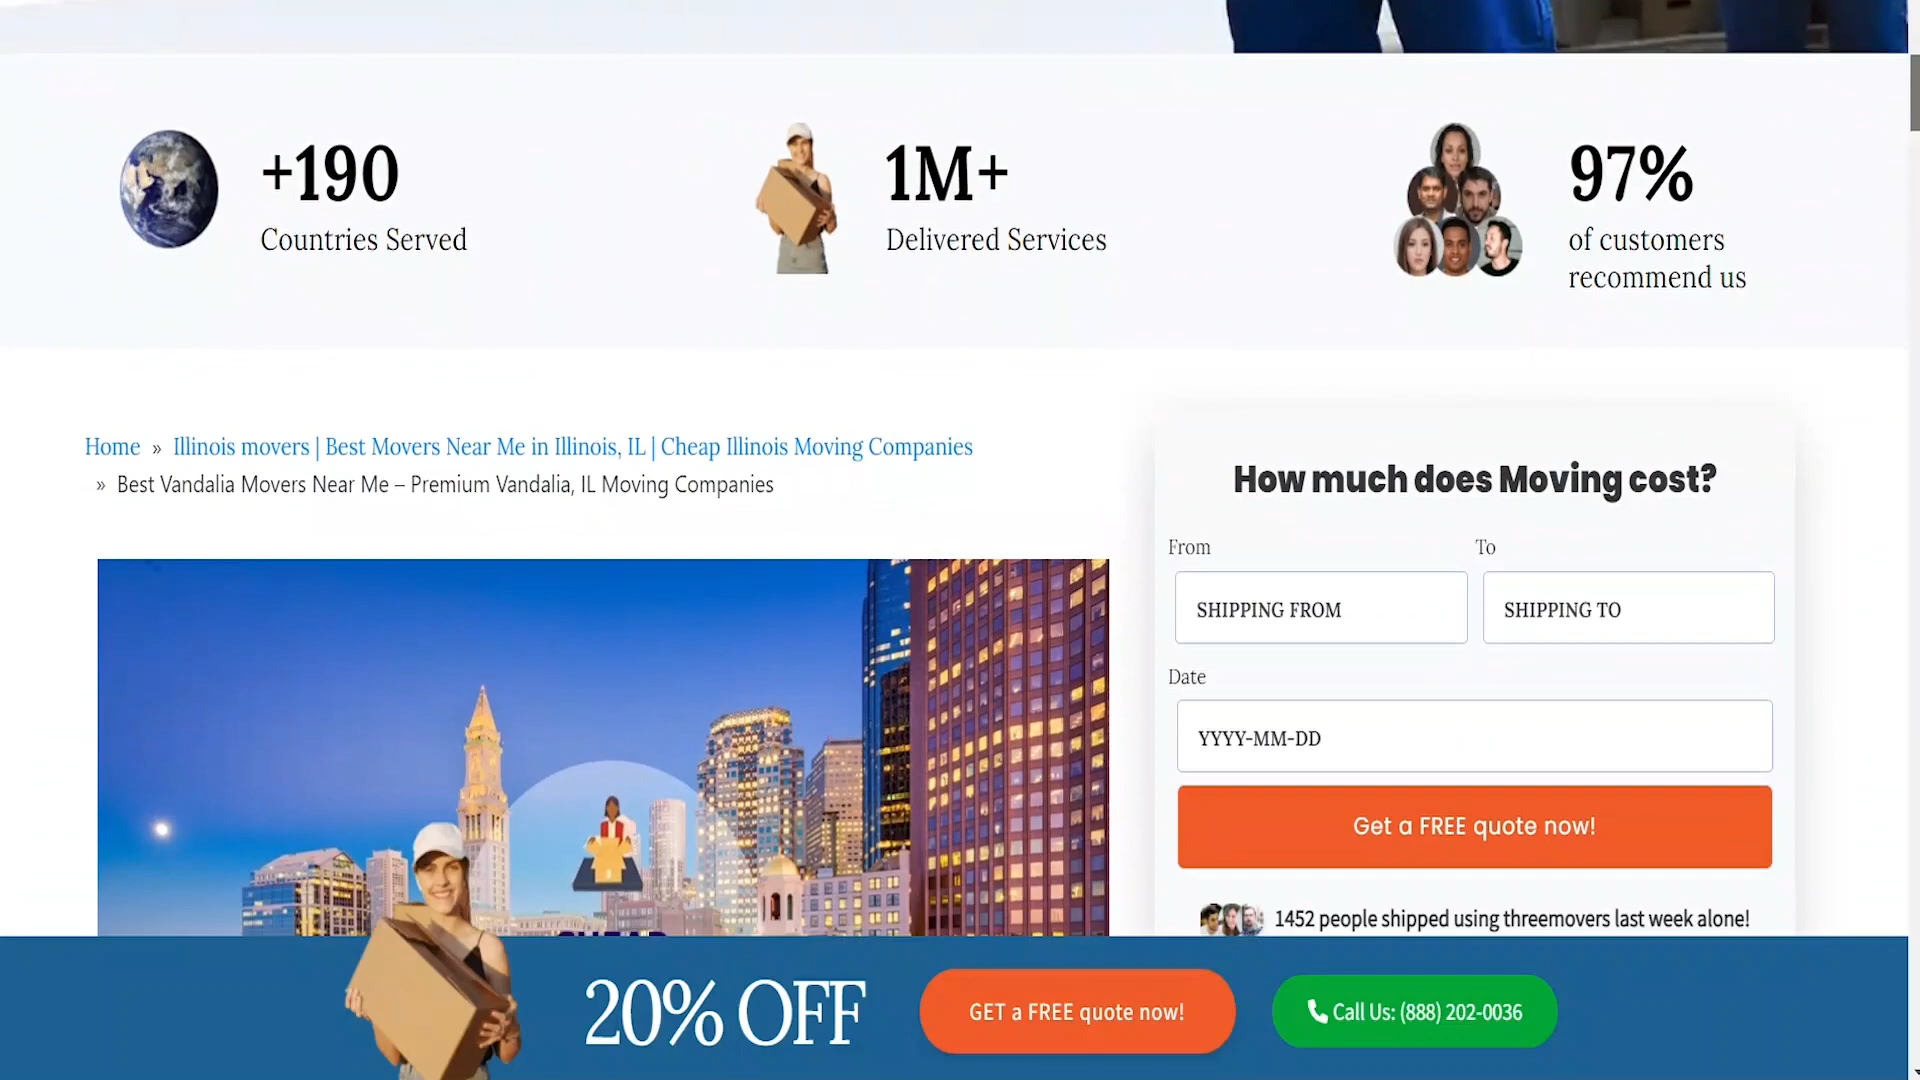 +190
Countries Served
1M+
Delivered Services
97%
of customers
recommend us
Home » Illinois movers | Best Movers Near Me in Illinois, IL | Cheap Illinois Moving Companies
» Best Vandalia Movers Near Me – Premium Vandalia, IL Moving Companies
How much does Moving cost?
From
To
SHIPPING FROM
SHIPPING TO
Date
YYYY-MM-DD
Get a FREE quote now!
1452 people shipped using threemovers last week alone!
20% OFF
GET a FREE quote now!
Call Us: (888) 202-0036